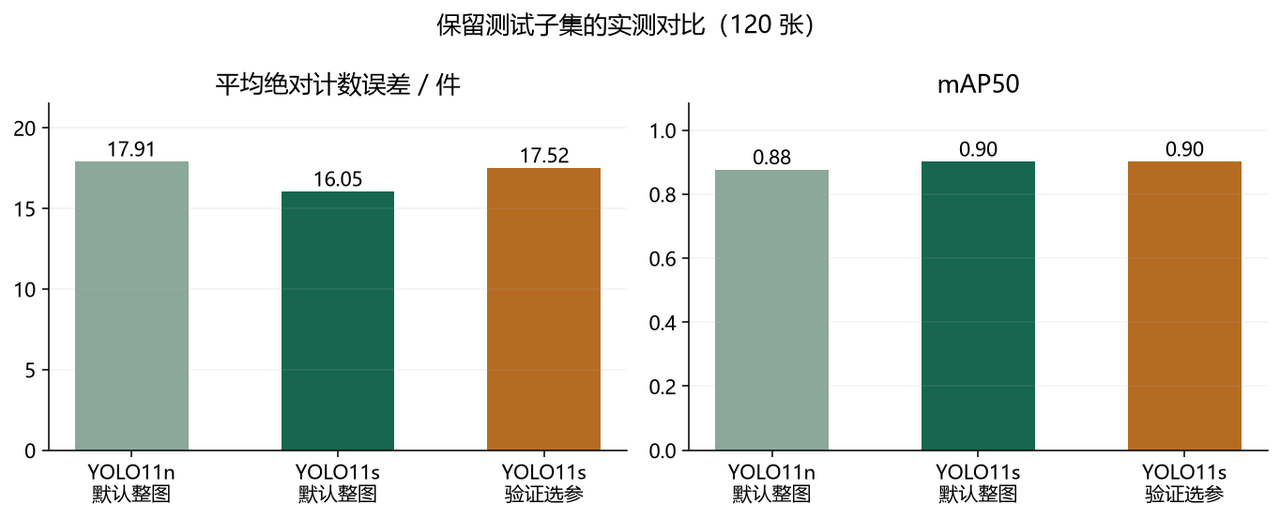 保留测试子集的实测对比（120 张）
平均绝对计数误差 / 件
20
15
10
5
0
17.91
16.05
17.52
YOLO11n
默认整图
YOLO11s
默认整图
YOLO11s
验证选参
mAP50
1.0
0.8
0.6
0.4
0.2
0.0
0.88
0.90
0.90
YOLO11n
默认整图
YOLO11s
默认整图
YOLO11s
验证选参